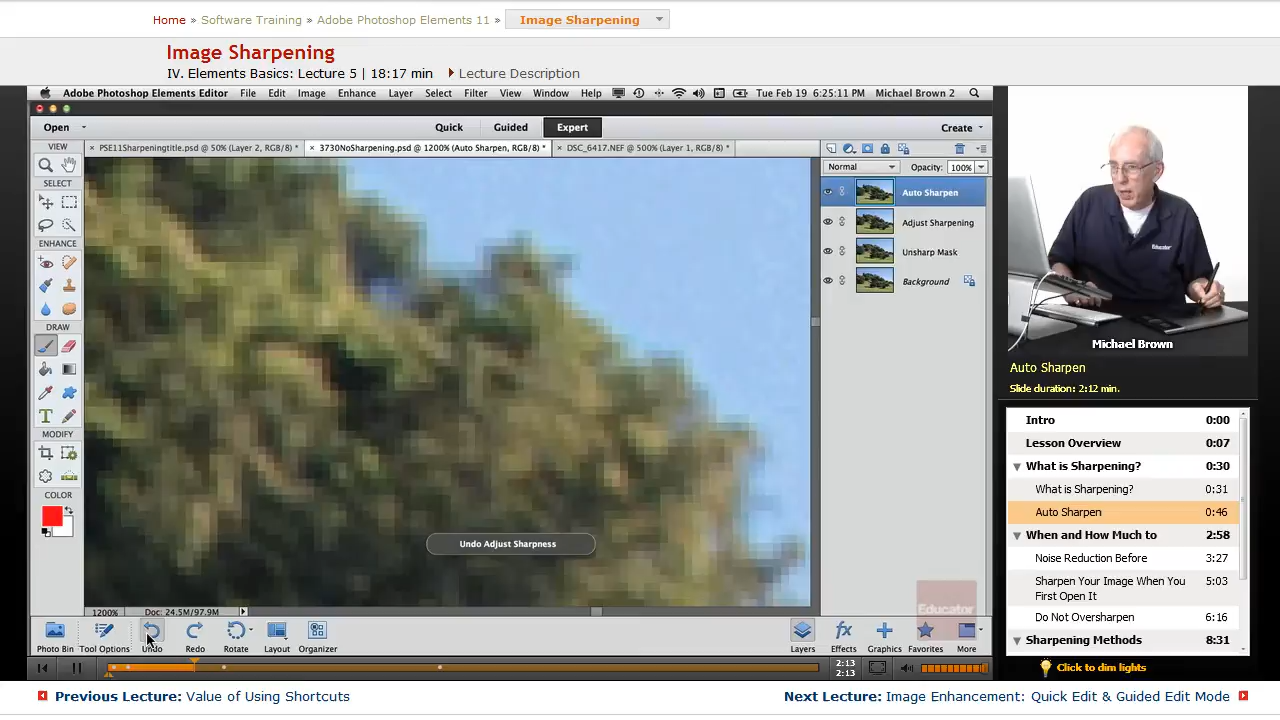 Home » Software Training » Adobe Photoshop Elements 11 » Image Sharpening
Image Sharpening
IV. Elements Basics: Lecture 5 | 18:17 min Lecture Description
Adobe Photoshop Elements Editor File Edit Image Enhance Layer Select Filter View Window Help Tue Feb 19 6:25:11 PM Michael Brown 2
Open Quick Guided Expert Create
× PSE11Sharpeningtitle.psd @ 50% (Layer 2, RGB/8) * × 3730NoSharpening.psd @ 1200% (Auto Sharpen, RGB/8) * × DSC_6417.NEF @ 500% (Layer 1, RGB/8) *
VIEW
SELECT
ENHANCE
DRAW
T
MODIFY
COLOR
Normal Opacity: 100%
Auto Sharpen
Adjust Sharpening
Unsharp Mask
Background
Undo Adjust Sharpness
Educator
1200% Doc: 24.5M/97.9M
Photo Bin Tool Options Undo Redo Rotate Layout Organizer
fx
Layers Effects Graphics Favorites More
2:13
2:13
Educator
Michael Brown
Auto Sharpen
Slide duration: 2:12 min.
Intro 0:00
Lesson Overview 0:07
What is Sharpening? 0:30
What is Sharpening? 0:31
Auto Sharpen 0:46
When and How Much to 2:58
Noise Reduction Before 3:27
Sharpen Your Image When You First Open It 5:03
Do Not Oversharpen 6:16
Sharpening Methods 8:31
Click to dim lights
Previous Lecture: Value of Using Shortcuts
Next Lecture: Image Enhancement: Quick Edit & Guided Edit Mode